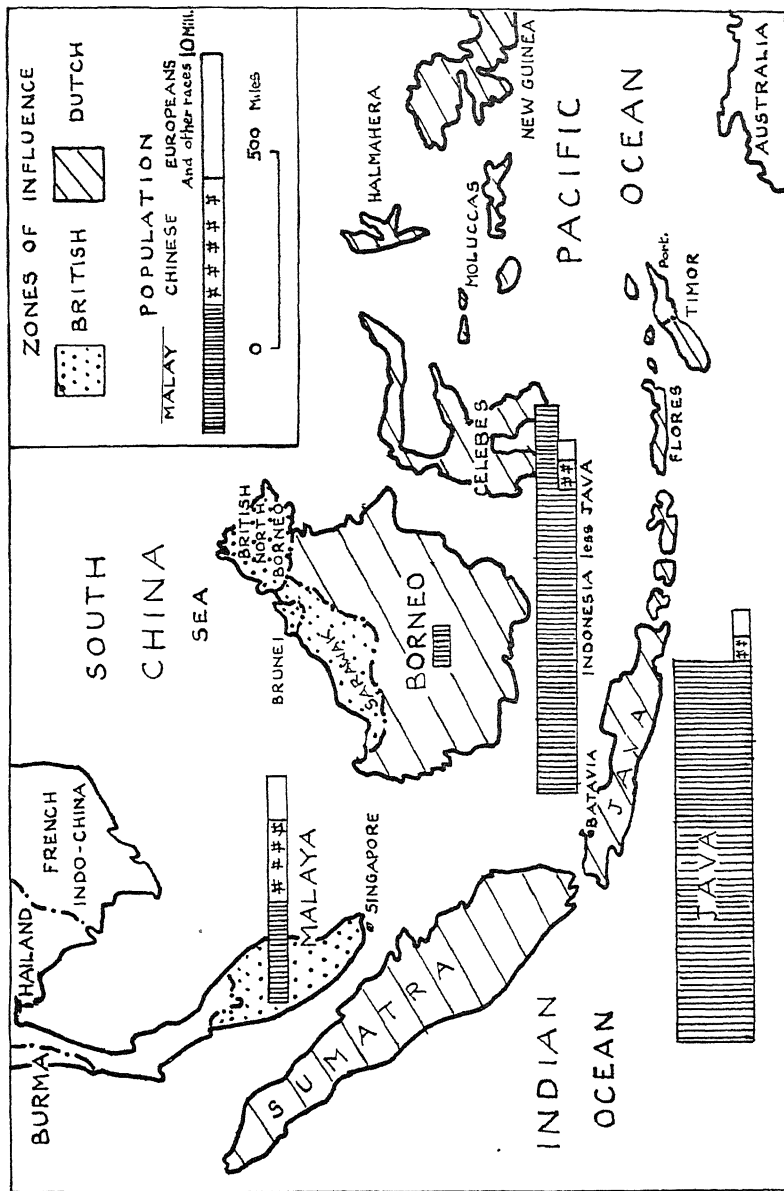 ZONES OF INFLUENCE
BRITISH
DUTCH
POPULATION
MALAY
CHINESE
EUROPEANS
And other races
10 Mill.
0
500 Miles
BURMA
THAILAND
FRENCH
INDO-CHINA
SOUTH
CHINA
SEA
MALAYA
SINGAPORE
BRUNEI
BRITISH
NORTH
BORNEO
SARAWAK
BORNEO
CELEBES
HALMAHERA
MOLUCCAS
NEW GUINEA
PACIFIC
OCEAN
SUMATRA
INDONESIA less JAVA
BATAVIA
JAVA
FLORES
Port.
TIMOR
AUSTRALIA
INDIAN
OCEAN
JAVA